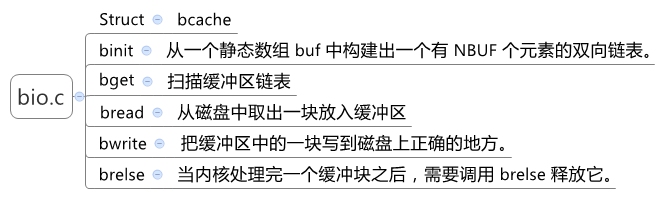 Struct bcache
binit 从一个静态数组 buf 中构建出一个有 NBUF 个元素的双向链表。
bget 扫描缓冲区链表
bio.c
bread 从磁盘中取出一块放入缓冲区
bwrite 把缓冲区中的一块写到磁盘上正确的地方。
brelse 当内核处理完一个缓冲块之后，需要调用 brelse 释放它。